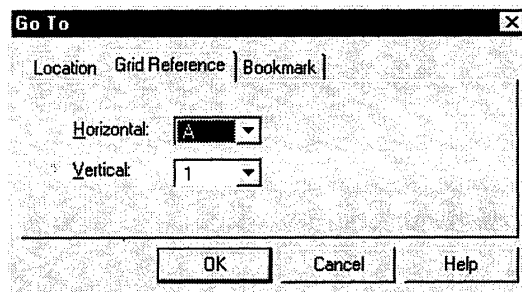 Go To
Location Grid Reference Bookmark
Horizontal: A
Vertical: 1
OK Cancel Help